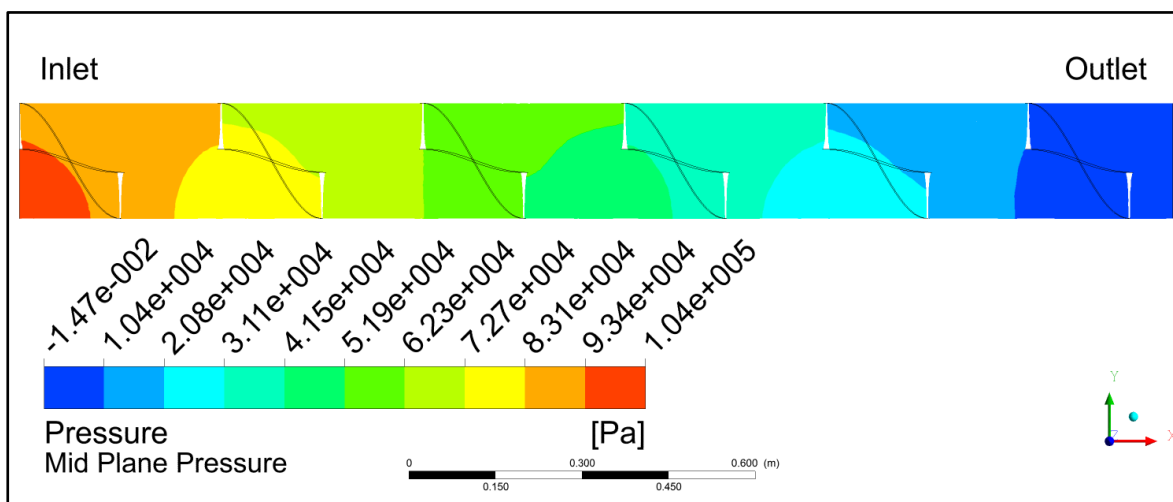 Inlet Outlet
-1.47e-002 1.04e+004 2.08e+004 3.11e+004 4.15e+004 5.19e+004 6.23e+004 7.27e+004 8.31e+004 9.34e+004 1.04e+005
Pressure [Pa]
Mid Plane Pressure
0 0.300 0.600 (m)
0.150 0.450
Y
Z X